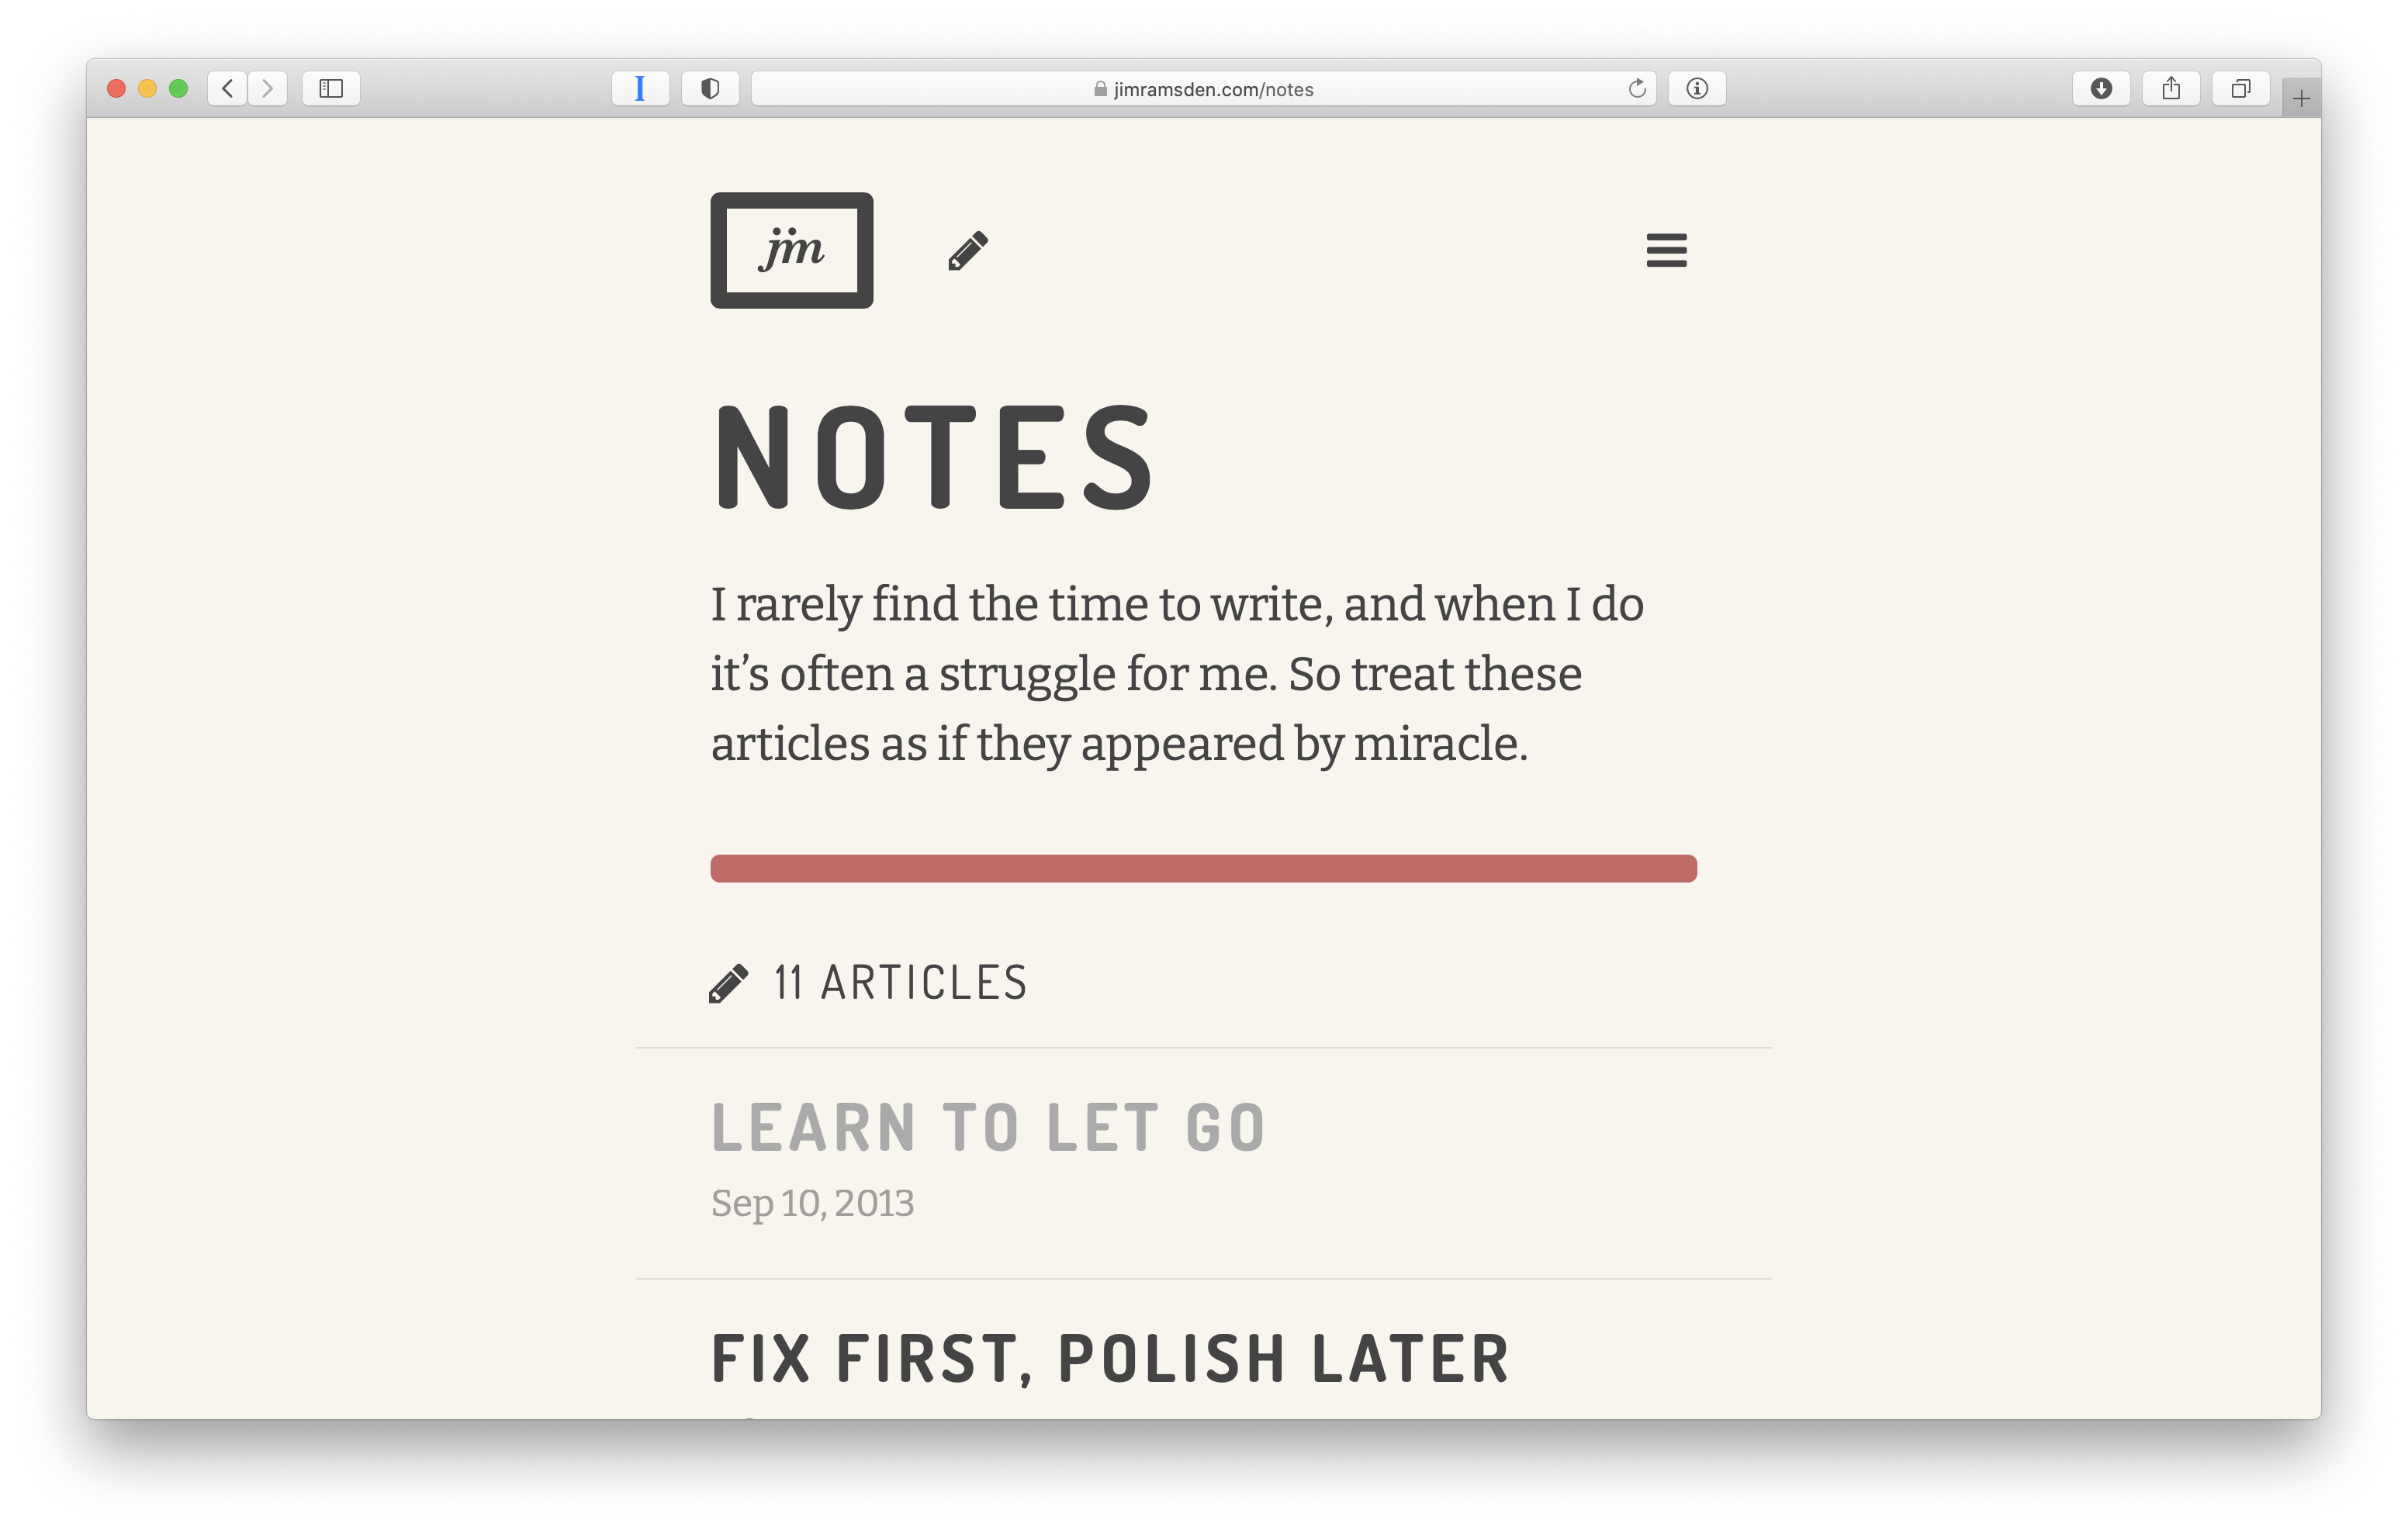 jimramsden.com/notes
jim
NOTES
I rarely find the time to write, and when I do
it’s often a struggle for me. So treat these
articles as if they appeared by miracle.
11 ARTICLES
LEARN TO LET GO
Sep 10, 2013
FIX FIRST, POLISH LATER